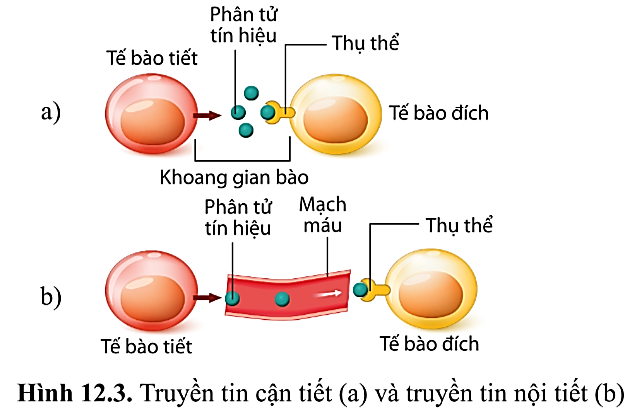 Phân tử
tín hiệu
Thụ thể
Tế bào tiết
a)
Tế bào đích
Khoang gian bào
Phân tử
tín hiệu
Mạch
máu
Thụ thể
b)
Tế bào tiết
Tế bào đích
Hình 12.3. Truyền tin cận tiết (a) và truyền tin nội tiết (b)